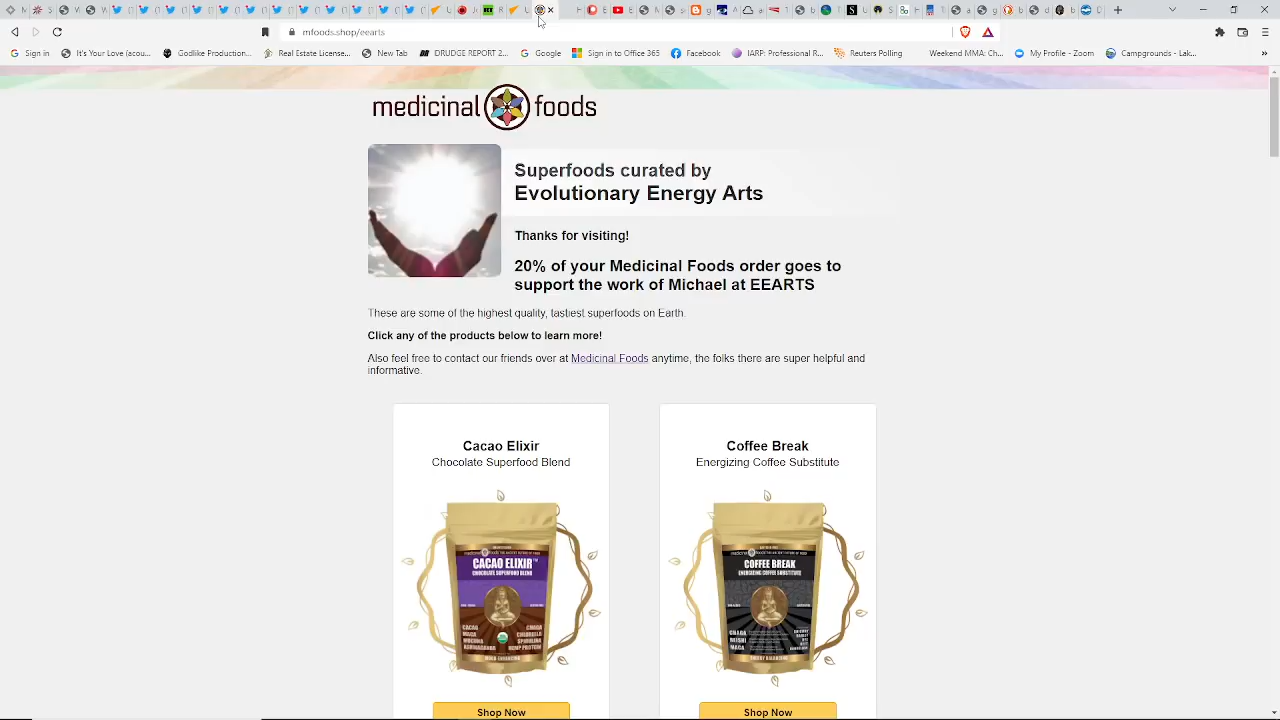 mfoods.shop/eearts
Sign in
It's Your Love (acou...
Godlike Production...
Real Estate License...
New Tab
DRUDGE REPORT 2...
Google
Sign in to Office 365
Facebook
IARP: Professional R...
Reuters Polling
Weekend MMA: Ch...
My Profile - Zoom
Campgrounds - Lak...
medicinal foods
Superfoods curated by
Evolutionary Energy Arts
Thanks for visiting!
20% of your Medicinal Foods order goes to
support the work of Michael at EEARTS
These are some of the highest quality, tastiest superfoods on Earth.
Click any of the products below to learn more!
Also feel free to contact our friends over at Medicinal Foods anytime, the folks there are super helpful and
informative.
Cacao Elixir
Chocolate Superfood Blend
CACAO ELIXIR™
CHOCOLATE SUPERFOOD BLEND
CACAO
MACA
MUCUNA
ASHWAGANDHA
CHAGA
CHLORELLA
SPIRULINA
HEMP PROTEIN
Shop Now
Coffee Break
Energizing Coffee Substitute
COFFEE BREAK
ENERGIZING COFFEE SUBSTITUTE
CHAGA
REISHI
MACA
Shop Now